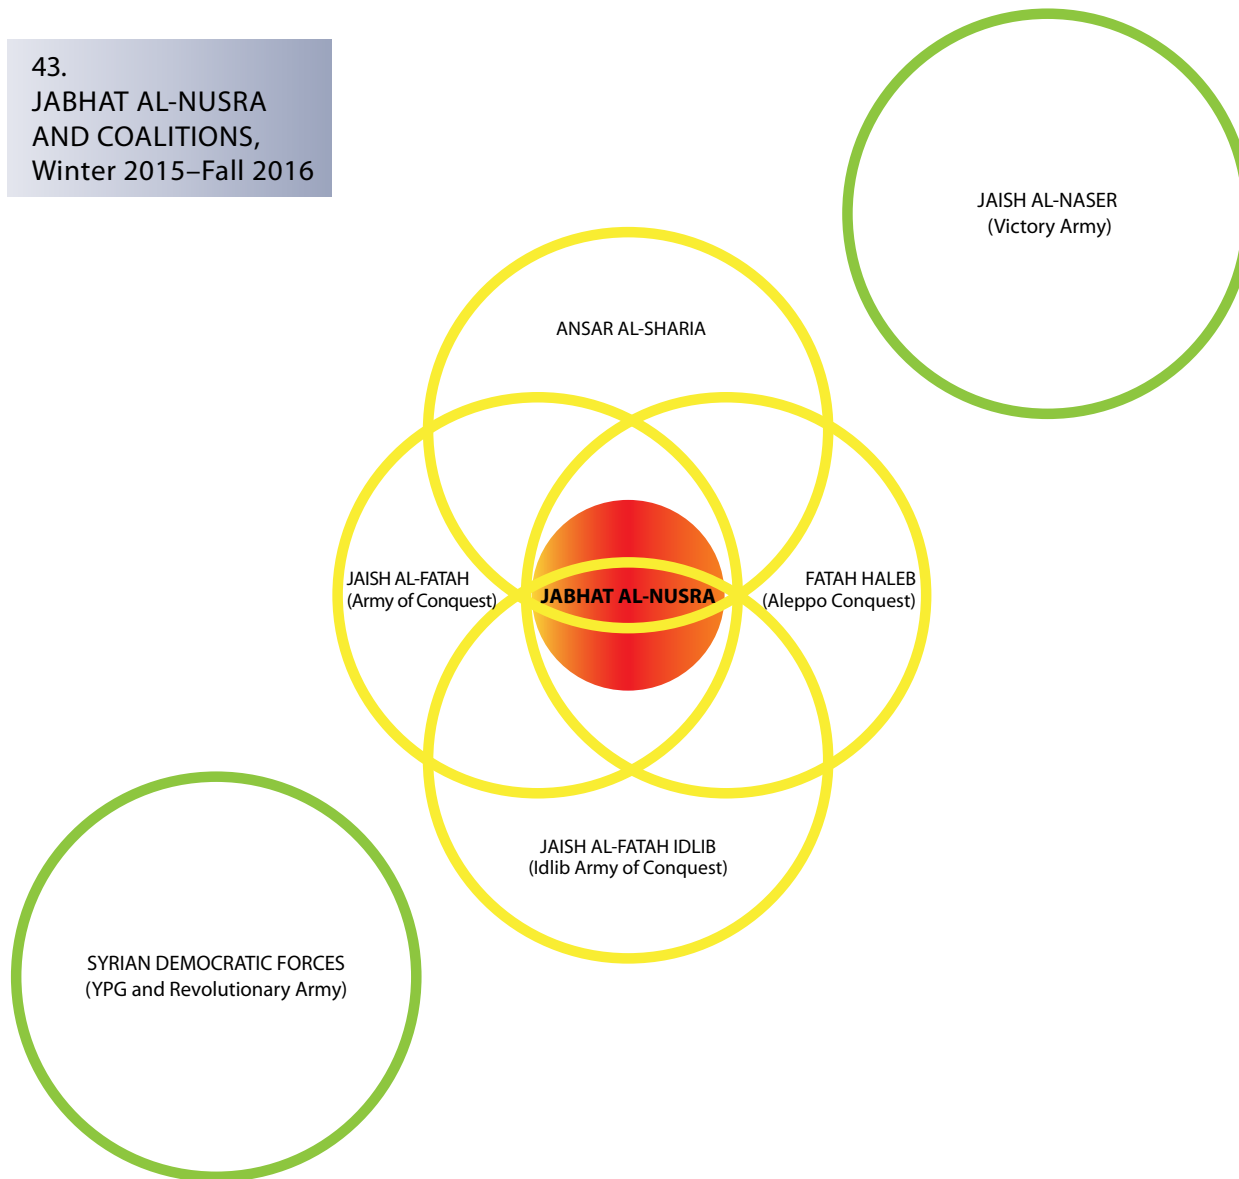 43.
JABHAT AL-NUSRA
AND COALITIONS,
Winter 2015–Fall 2016
JAISH AL-NASER
(Victory Army)
ANSAR AL-SHARIA
JAISH AL-FATAH
(Army of Conquest)
JABHAT AL-NUSRA
FATAH HALEB
(Aleppo Conquest)
JAISH AL-FATAH IDLIB
(Idlib Army of Conquest)
SYRIAN DEMOCRATIC FORCES
(YPG and Revolutionary Army)